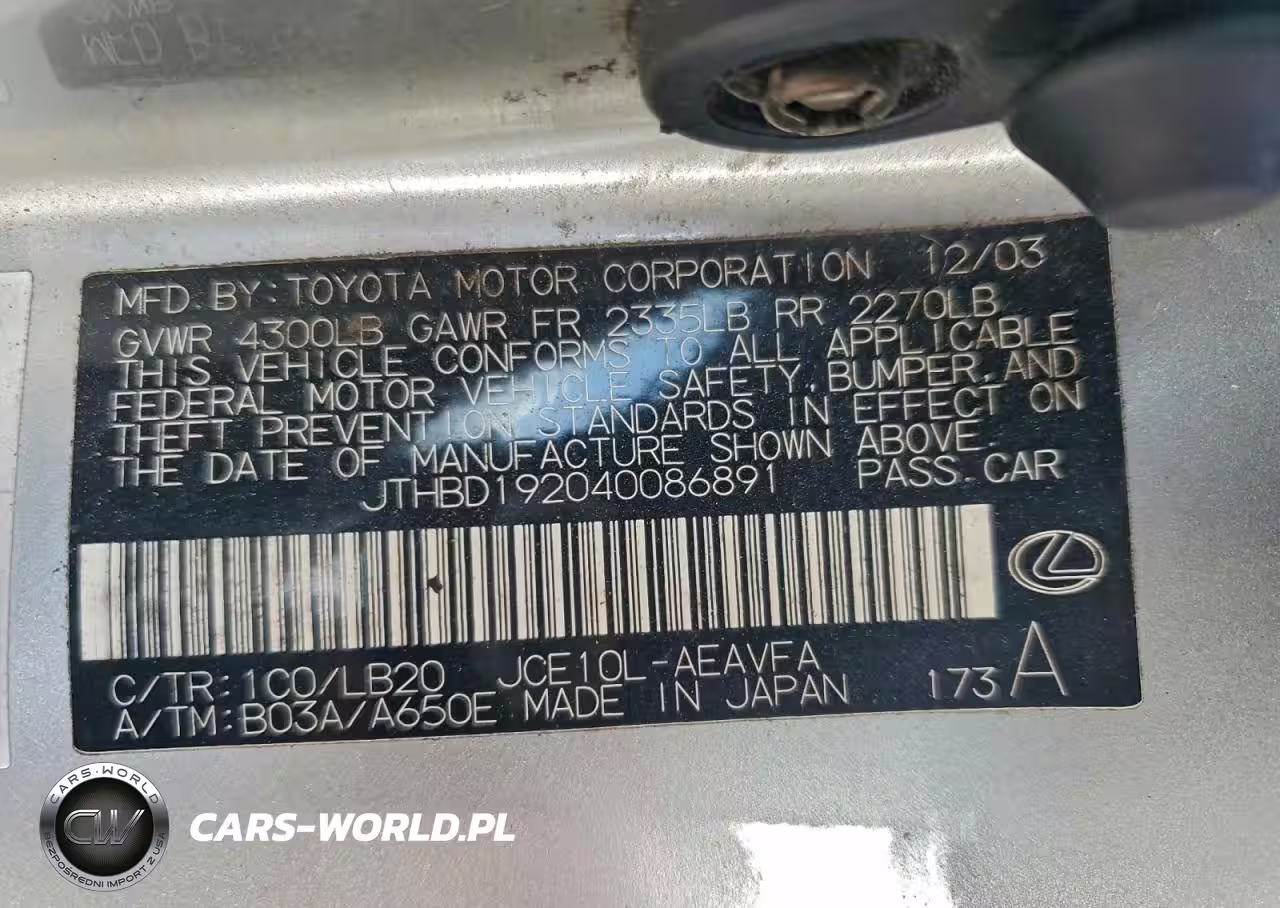 MFD. BY: TOYOTA MOTOR CORPORATION 12/03
GVWR 4300LB GAWR FR 2335LB RR 2270LB
THIS VEHICLE CONFORMS TO ALL APPLICABLE
FEDERAL MOTOR VEHICLE SAFETY, BUMPER, AND
THEFT PREVENTION STANDARDS IN EFFECT ON
THE DATE OF MANUFACTURE SHOWN ABOVE.
JTHBD192040086891 PASS. CAR
C/TR: 1C0/LB20 JCE10L-AEAVFA
A/TM: B03A/A650E MADE IN JAPAN 173 A
CARS-WORLD
CW
BEZPOŚREDNI IMPORT Z USA
CARS-WORLD.PL